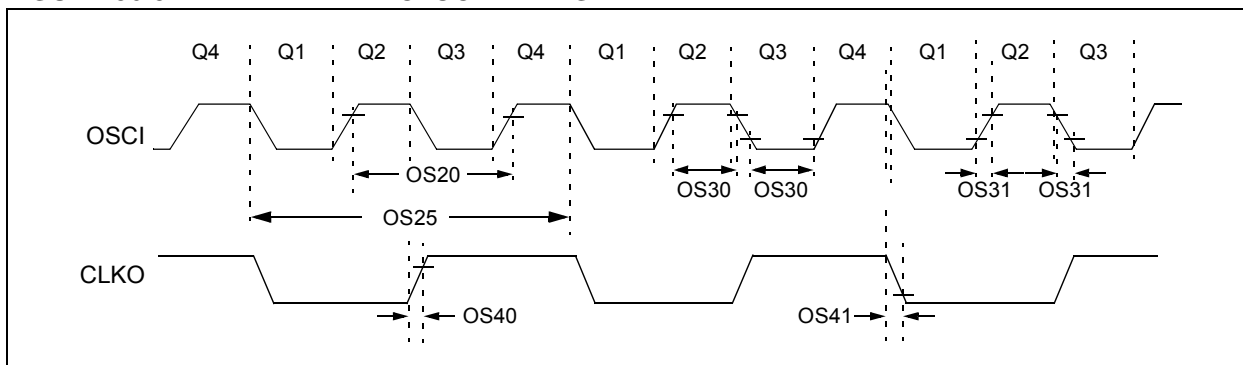 Q4 Q1 Q2 Q3 Q4 Q1 Q2 Q3 Q4 Q1 Q2 Q3
OSCI
OS20
OS30 OS30
OS31 OS31
OS25
CLKO
OS40
OS41